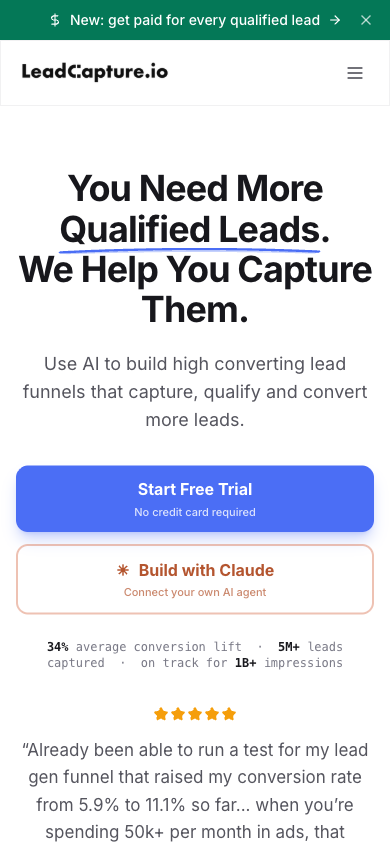 New: get paid for every qualified lead →
LeadCapture.io
You Need More
Qualified Leads.
We Help You Capture
Them.
Use AI to build high converting lead
funnels that capture, qualify and convert
more leads.
Start Free Trial
No credit card required
Build with Claude
Connect your own AI agent
34% average conversion lift · 5M+ leads
captured · on track for 1B+ impressions
“Already been able to run a test for my lead
gen funnel that raised my conversion rate
from 5.9% to 11.1% so far... when you’re
spending 50k+ per month in ads, that